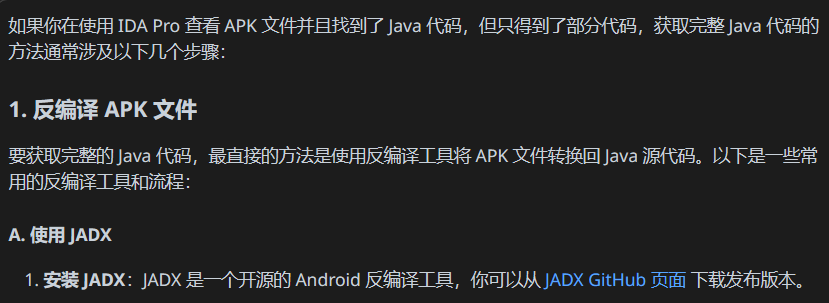 如果你在使用 IDA Pro 查看 APK 文件并且找到了 Java 代码，但只得到了部分代码，获取完整 Java 代码的
方法通常涉及以下几个步骤：
1. 反编译 APK 文件
要获取完整的 Java 代码，最直接的方法是使用反编译工具将 APK 文件转换回 Java 源代码。以下是一些常
用的反编译工具和流程：
A. 使用 JADX
1. 安装 JADX：JADX 是一个开源的 Android 反编译工具，你可以从 JADX GitHub 页面 下载发布版本。